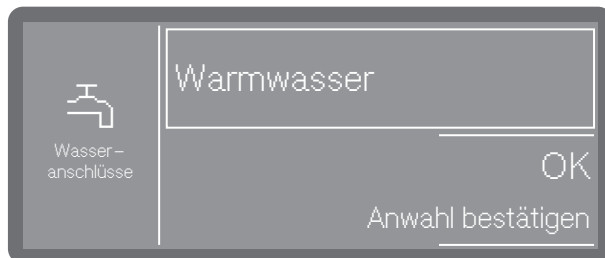 Wasser–
anschlüsse
Warmwasser
OK
Anwahl bestätigen